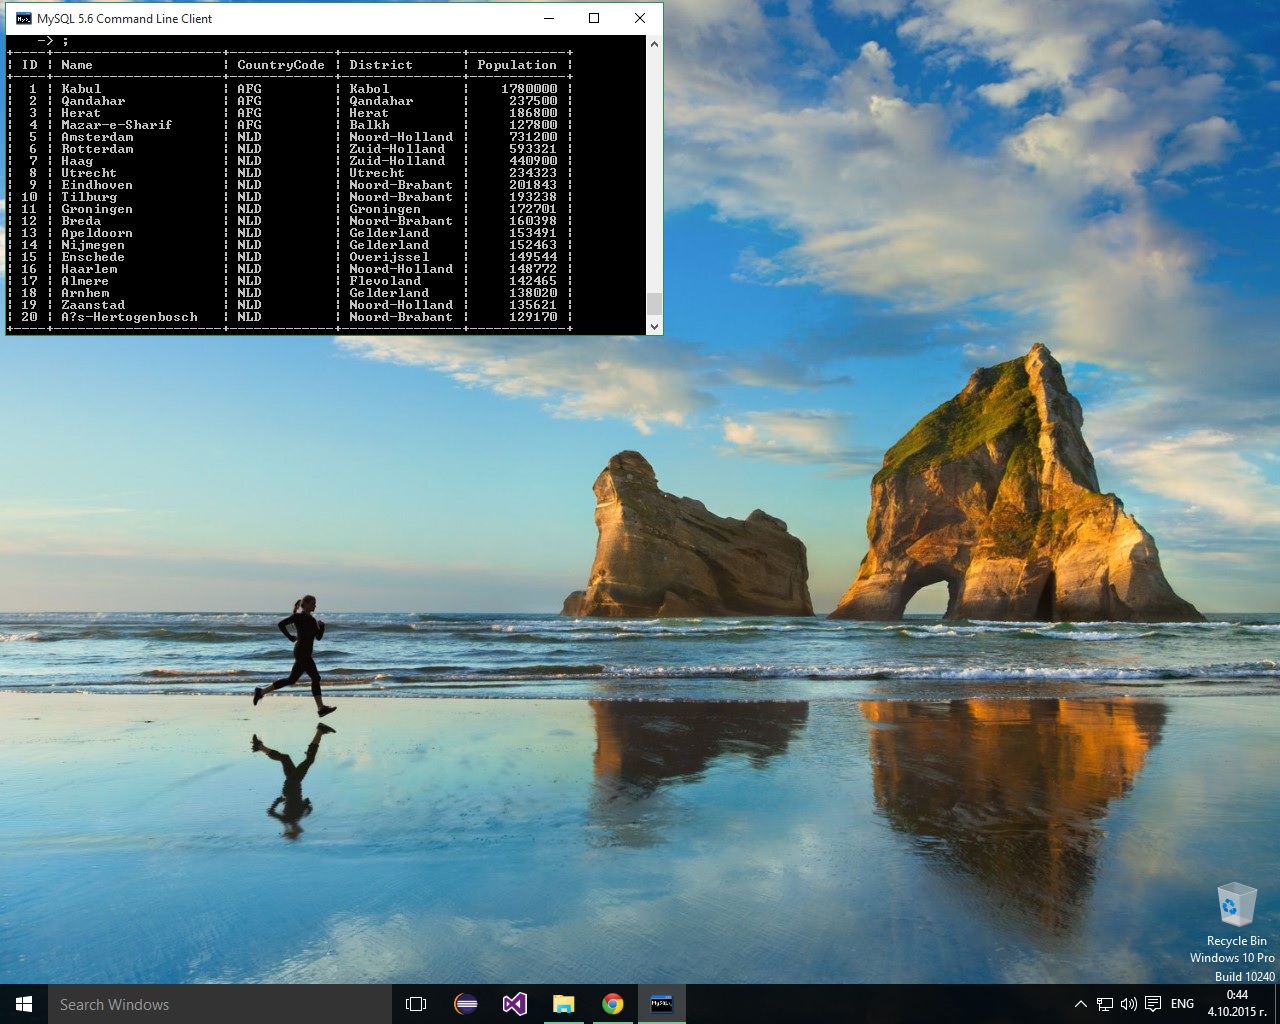 MySQL 5.6 Command Line Client
-> ;
ID | Name | CountryCode | District | Population
1 | Kabul | AFG | Kabol | 1780000
2 | Qandahar | AFG | Qandahar | 237500
3 | Herat | AFG | Herat | 186800
4 | Mazar-e-Sharif | AFG | Balkh | 127800
5 | Amsterdam | NLD | Noord-Holland | 731200
6 | Rotterdam | NLD | Zuid-Holland | 593321
7 | Haag | NLD | Zuid-Holland | 440900
8 | Utrecht | NLD | Utrecht | 234323
9 | Eindhoven | NLD | Noord-Brabant | 201843
10 | Tilburg | NLD | Noord-Brabant | 193238
11 | Groningen | NLD | Groningen | 172701
12 | Breda | NLD | Noord-Brabant | 160398
13 | Apeldoorn | NLD | Gelderland | 153491
14 | Nijmegen | NLD | Gelderland | 152463
15 | Enschede | NLD | Overijssel | 149544
16 | Haarlem | NLD | Noord-Holland | 148772
17 | Almere | NLD | Flevoland | 142465
18 | Arnhem | NLD | Gelderland | 138020
19 | Zaanstad | NLD | Noord-Holland | 135621
20 | A?s-Hertogenbosch | NLD | Noord-Brabant | 129170
Recycle Bin
Windows 10 Pro
Build 10240
Search Windows
MySQL
ENG
0:44
4.10.2015 г.